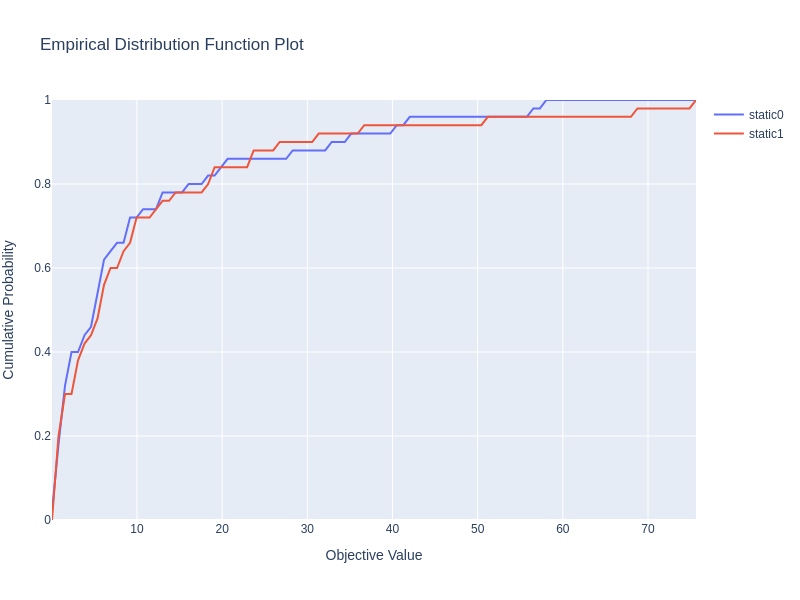 Empirical Distribution Function Plot
1
0.8
0.6
0.4
0.2
0
Cumulative Probability
10 20 30 40 50 60 70
Objective Value
static0
static1